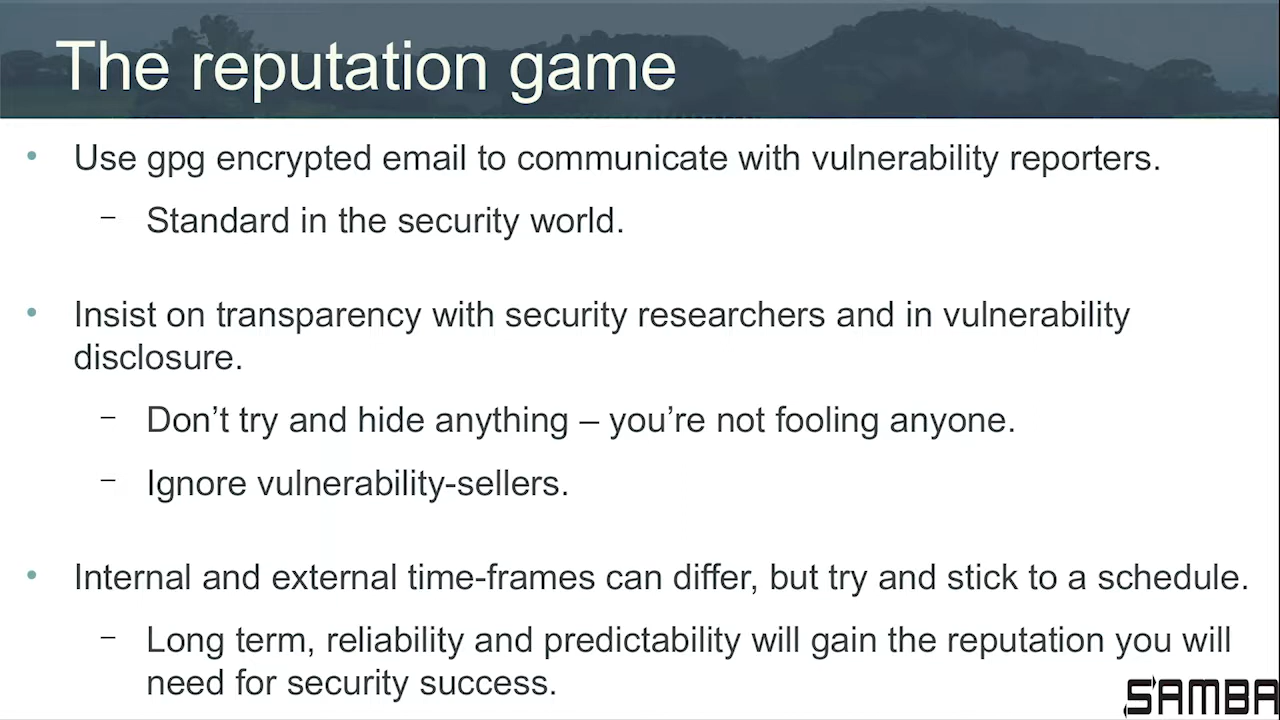 The reputation game
• Use gpg encrypted email to communicate with vulnerability reporters.
– Standard in the security world.
• Insist on transparency with security researchers and in vulnerability
disclosure.
– Don’t try and hide anything – you’re not fooling anyone.
– Ignore vulnerability-sellers.
• Internal and external time-frames can differ, but try and stick to a schedule.
– Long term, reliability and predictability will gain the reputation you will
need for security success.
SAMBA